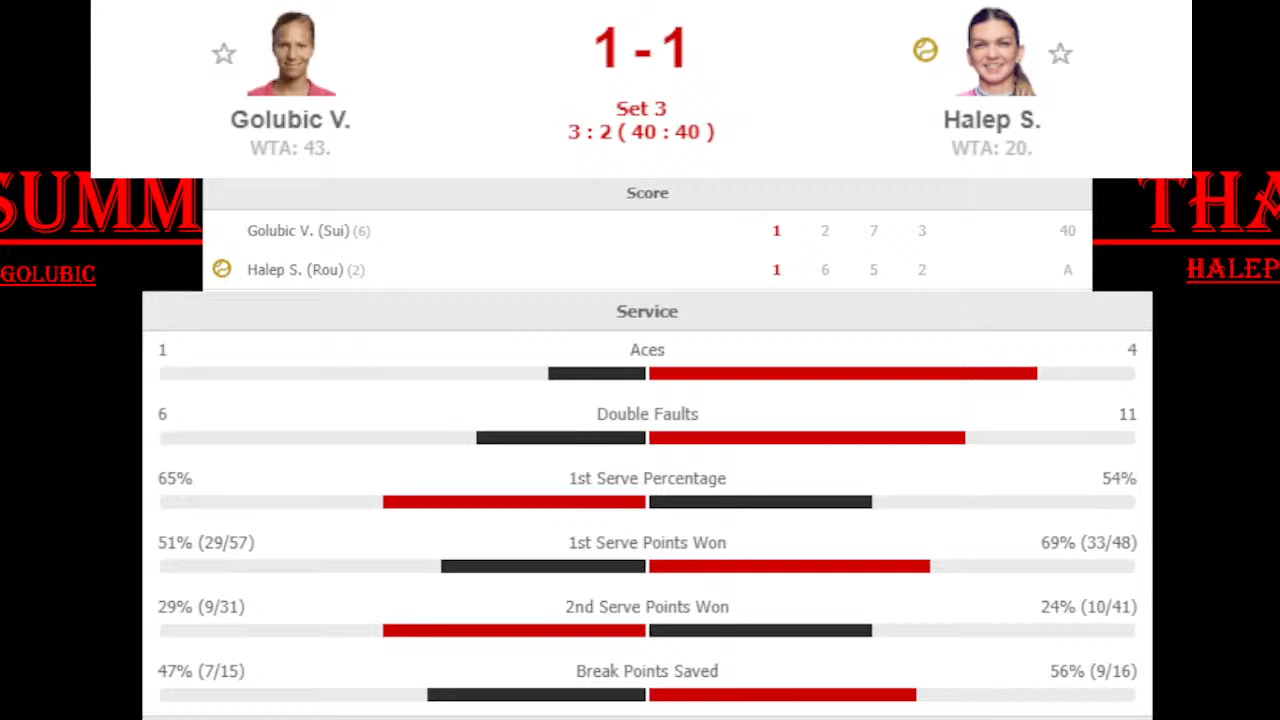 1 - 1
Set 3
3 : 2 ( 40 : 40 )
Golubic V.
WTA: 43.
Halep S.
WTA: 20.
SUMM
THA
GOLUBIC
HALEP
Score
Golubic V. (Sui) (6) 1 2 7 3 40
Halep S. (Rou) (2) 1 6 5 2 A
Service
1 Aces 4
6 Double Faults 11
65% 1st Serve Percentage 54%
51% (29/57) 1st Serve Points Won 69% (33/48)
29% (9/31) 2nd Serve Points Won 24% (10/41)
47% (7/15) Break Points Saved 56% (9/16)